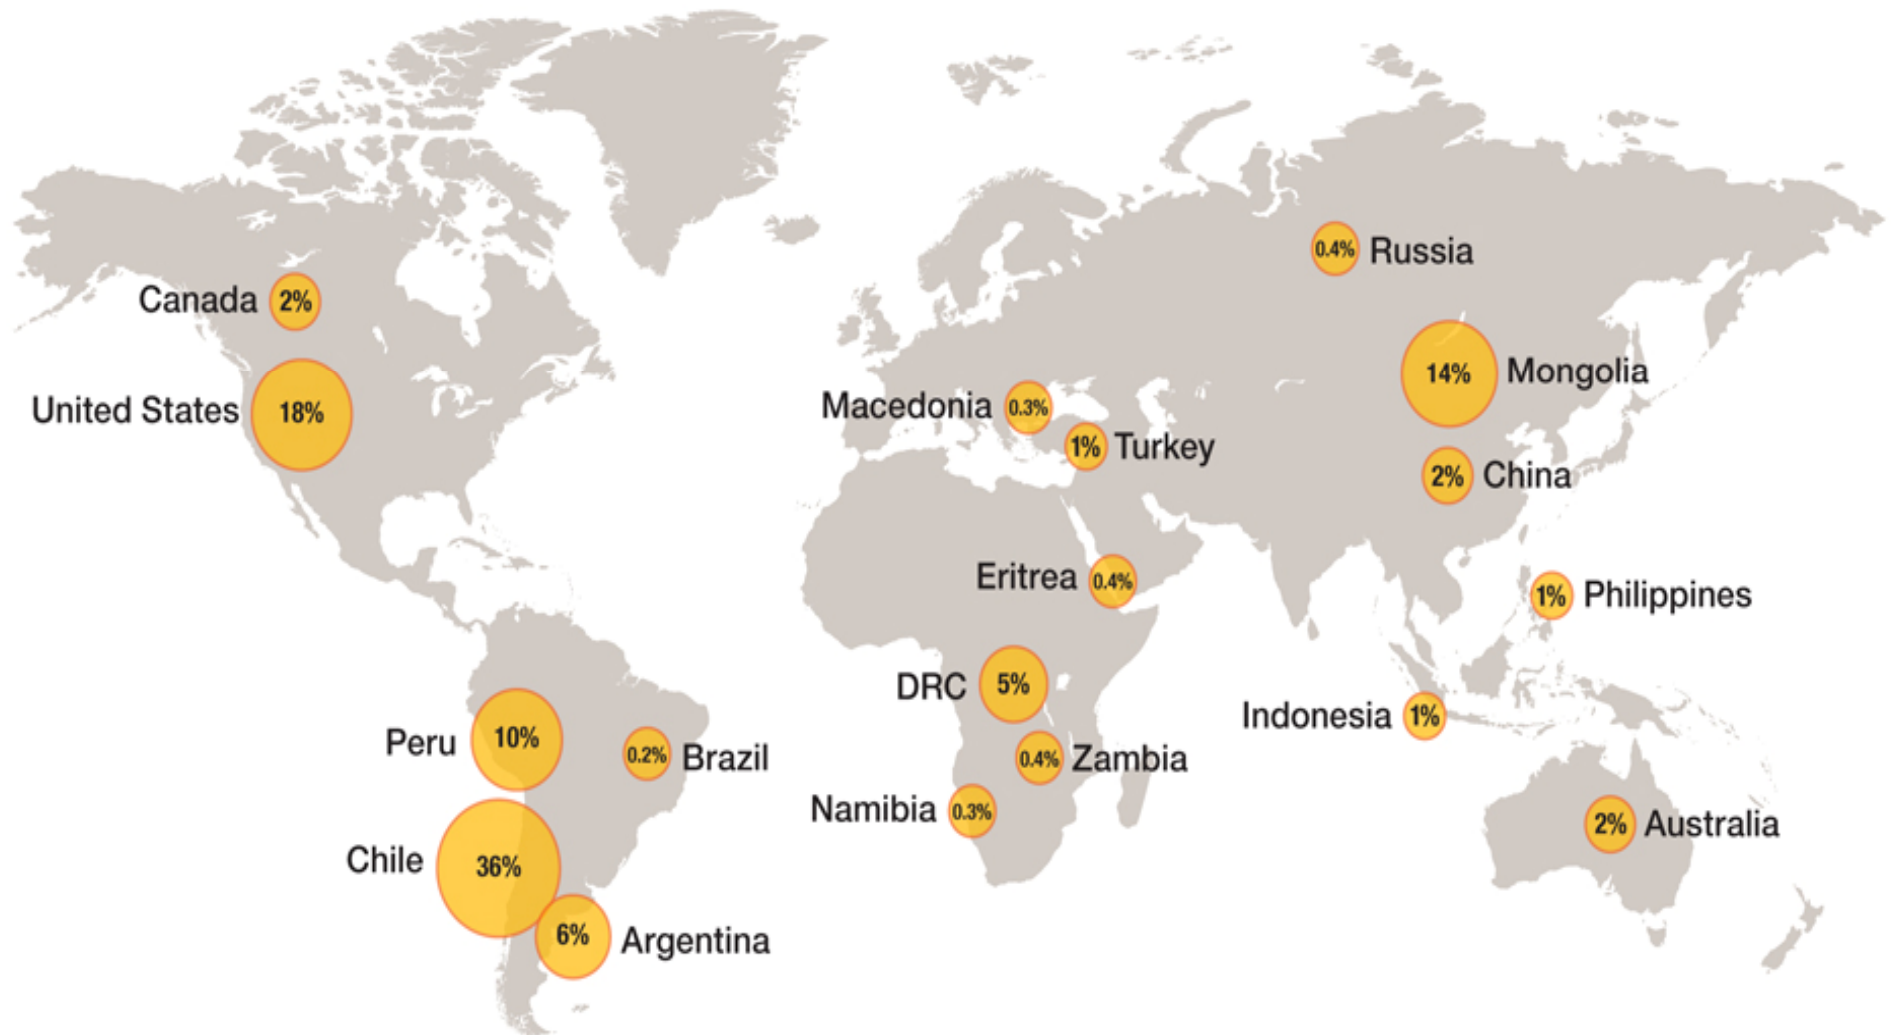 0.4% Russia
Canada 2%
14% Mongolia
United States 18%
Macedonia 0.3%
1% Turkey
2% China
Eritrea 0.4%
1% Philippines
DRC 5%
Indonesia 1%
Peru 10%
0.2% Brazil
0.4% Zambia
Namibia 0.3%
2% Australia
Chile 36%
6% Argentina